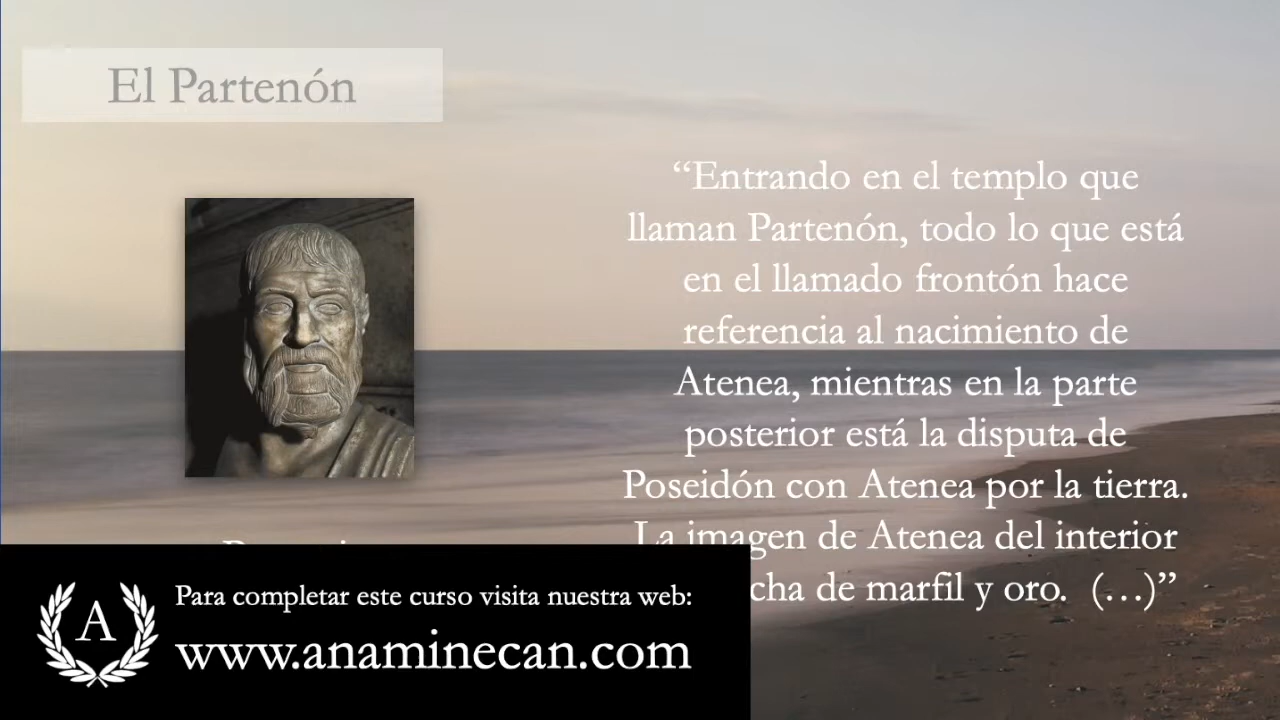 El Partenón
“Entrando en el templo que
llaman Partenón, todo lo que está
en el llamado frontón hace
referencia al nacimiento de
Atenea, mientras en la parte
posterior está la disputa de
Poseidón con Atenea por la tierra.
La imagen de Atenea del interior
de marfil y oro. (…)”
A
Para completar este curso visita nuestra web:
www.anaminecan.com